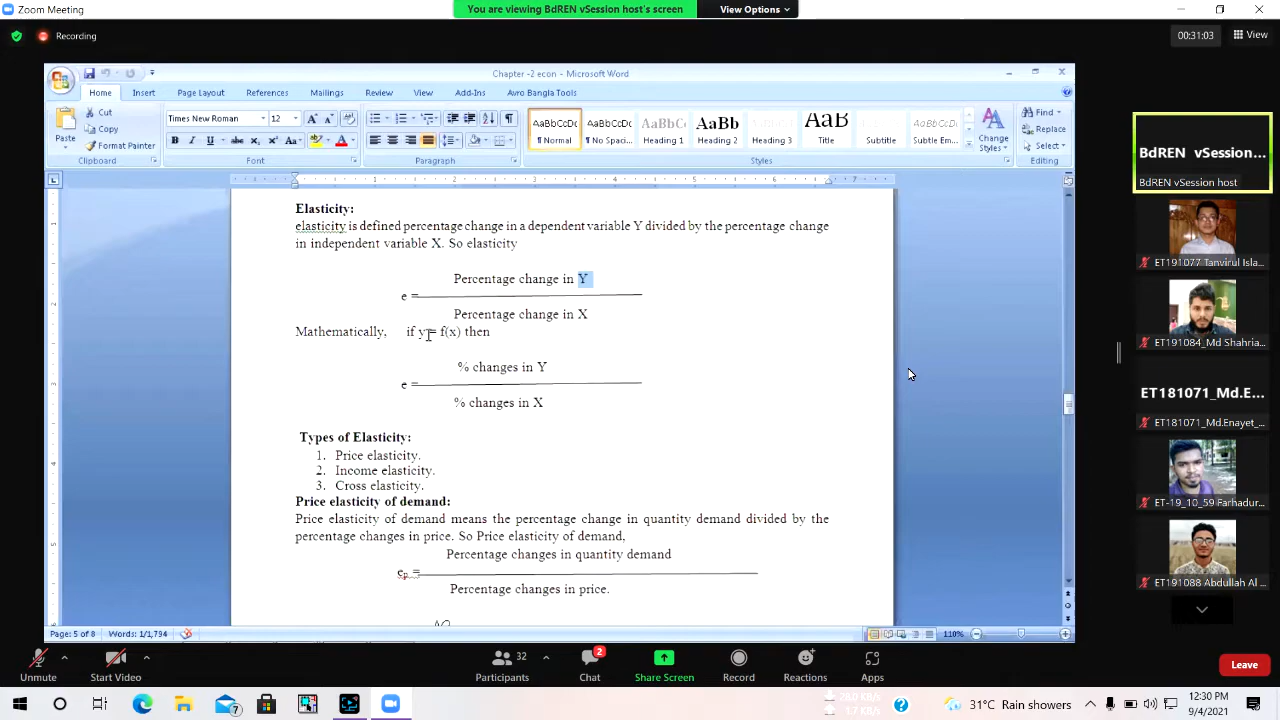 Zoom Meeting
You are viewing BdREN vSession host's screen
View Options
Recording
00:31:03
View
Chapter -2 econ - Microsoft Word
Home
Insert
Page Layout
References
Mailings
Review
View
Add-Ins
Avro Bangla Tools
Paste
Cut
Copy
Format Painter
Clipboard
Times New Roman
12
Font
Paragraph
AaBbCcDc
¶ Normal
AaBbCcDc
¶ No Spaci...
AaBbC
Heading 1
AaBb
Heading 2
AaBbC
Heading 3
AaB
Title
Subtitle
AaBbCcDc
Subtle Em...
Change Styles
Styles
Find
Replace
Select
Editing
Elasticity:
elasticity is defined percentage change in a dependent variable Y divided by the percentage change
in independent variable X. So elasticity
Percentage change in Y
e =
Percentage change in X
Mathematically, if y = f(x) then
% changes in Y
e =
% changes in X
Types of Elasticity:
1. Price elasticity.
2. Income elasticity.
3. Cross elasticity.
Price elasticity of demand:
Price elasticity of demand means the percentage change in quantity demand divided by the
percentage changes in price. So Price elasticity of demand,
Percentage changes in quantity demand
ep =
Percentage changes in price.
Page: 5 of 8
Words: 1/1,794
110%
BdREN vSession...
BdREN vSession host
ET191077 Tanvirul Isla...
ET191084_Md Shahria...
ET181071_Md.E...
ET181071_Md.Enayet_...
ET-19_10_59 Farhadur...
ET191088 Abdullah Al ...
Unmute
Start Video
32
Participants
2
Chat
Share Screen
Record
Reactions
Apps
Leave
7
1.7 KB/s
31°C Rain showers
12:30 PM
9/4/2021